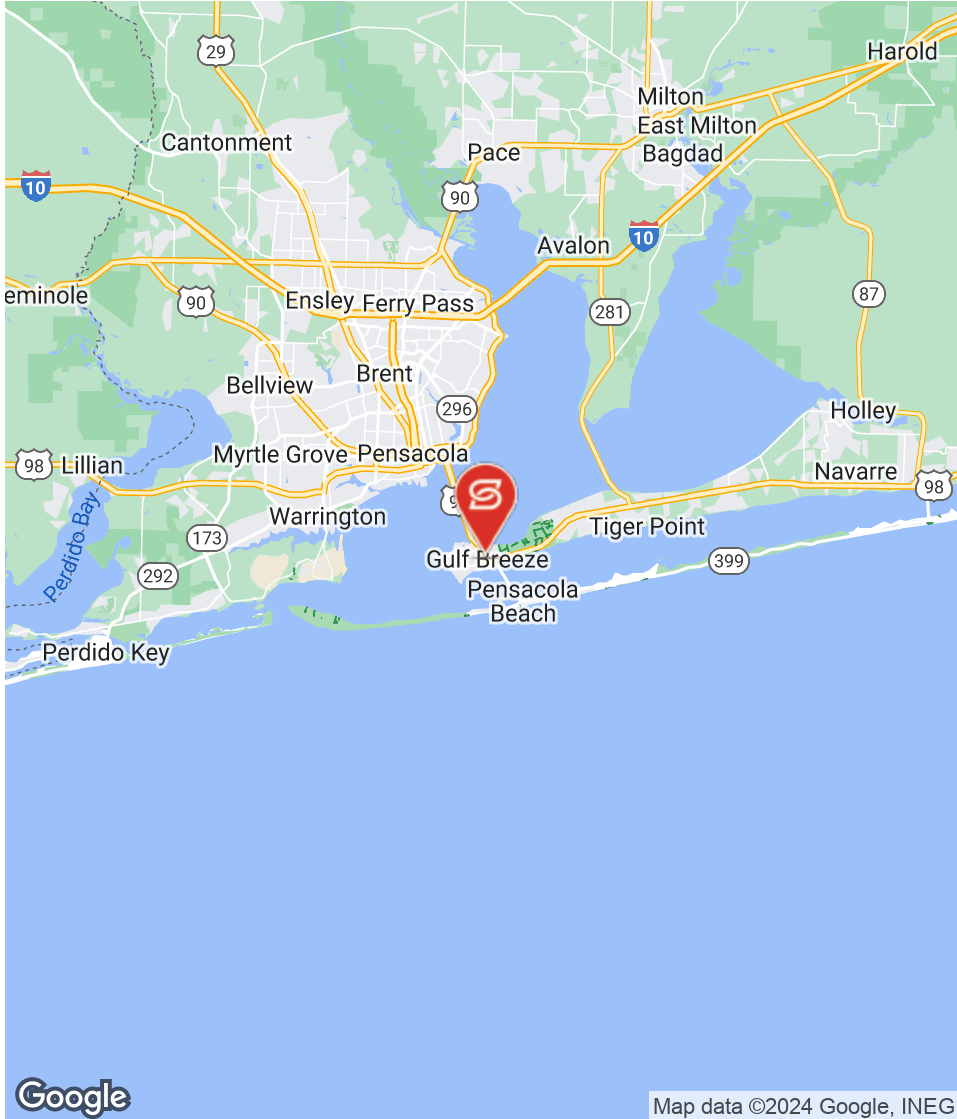 29
Harold
Milton
East Milton
Cantonment
Pace
Bagdad
10
90
10
Avalon
eminole
90
Ensley
Ferry Pass
281
87
Brent
Bellview
296
Holley
Myrtle Grove
Pensacola
98
Lillian
Navarre
98
9
Warrington
Tiger Point
Perdido Bay
173
292
Gulf Breeze
399
Pensacola
Beach
Perdido Key
Google
Map data ©2024 Google, INEG